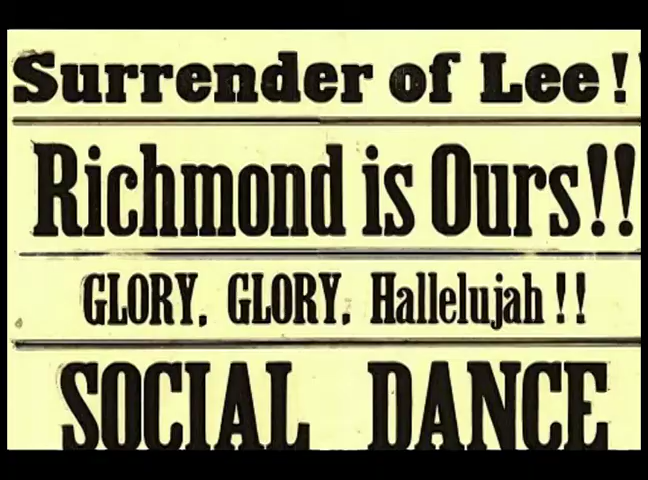 Surrender of Lee!
Richmond is Ours!!
GLORY, GLORY, Hallelujah!!
SOCIAL DANCE